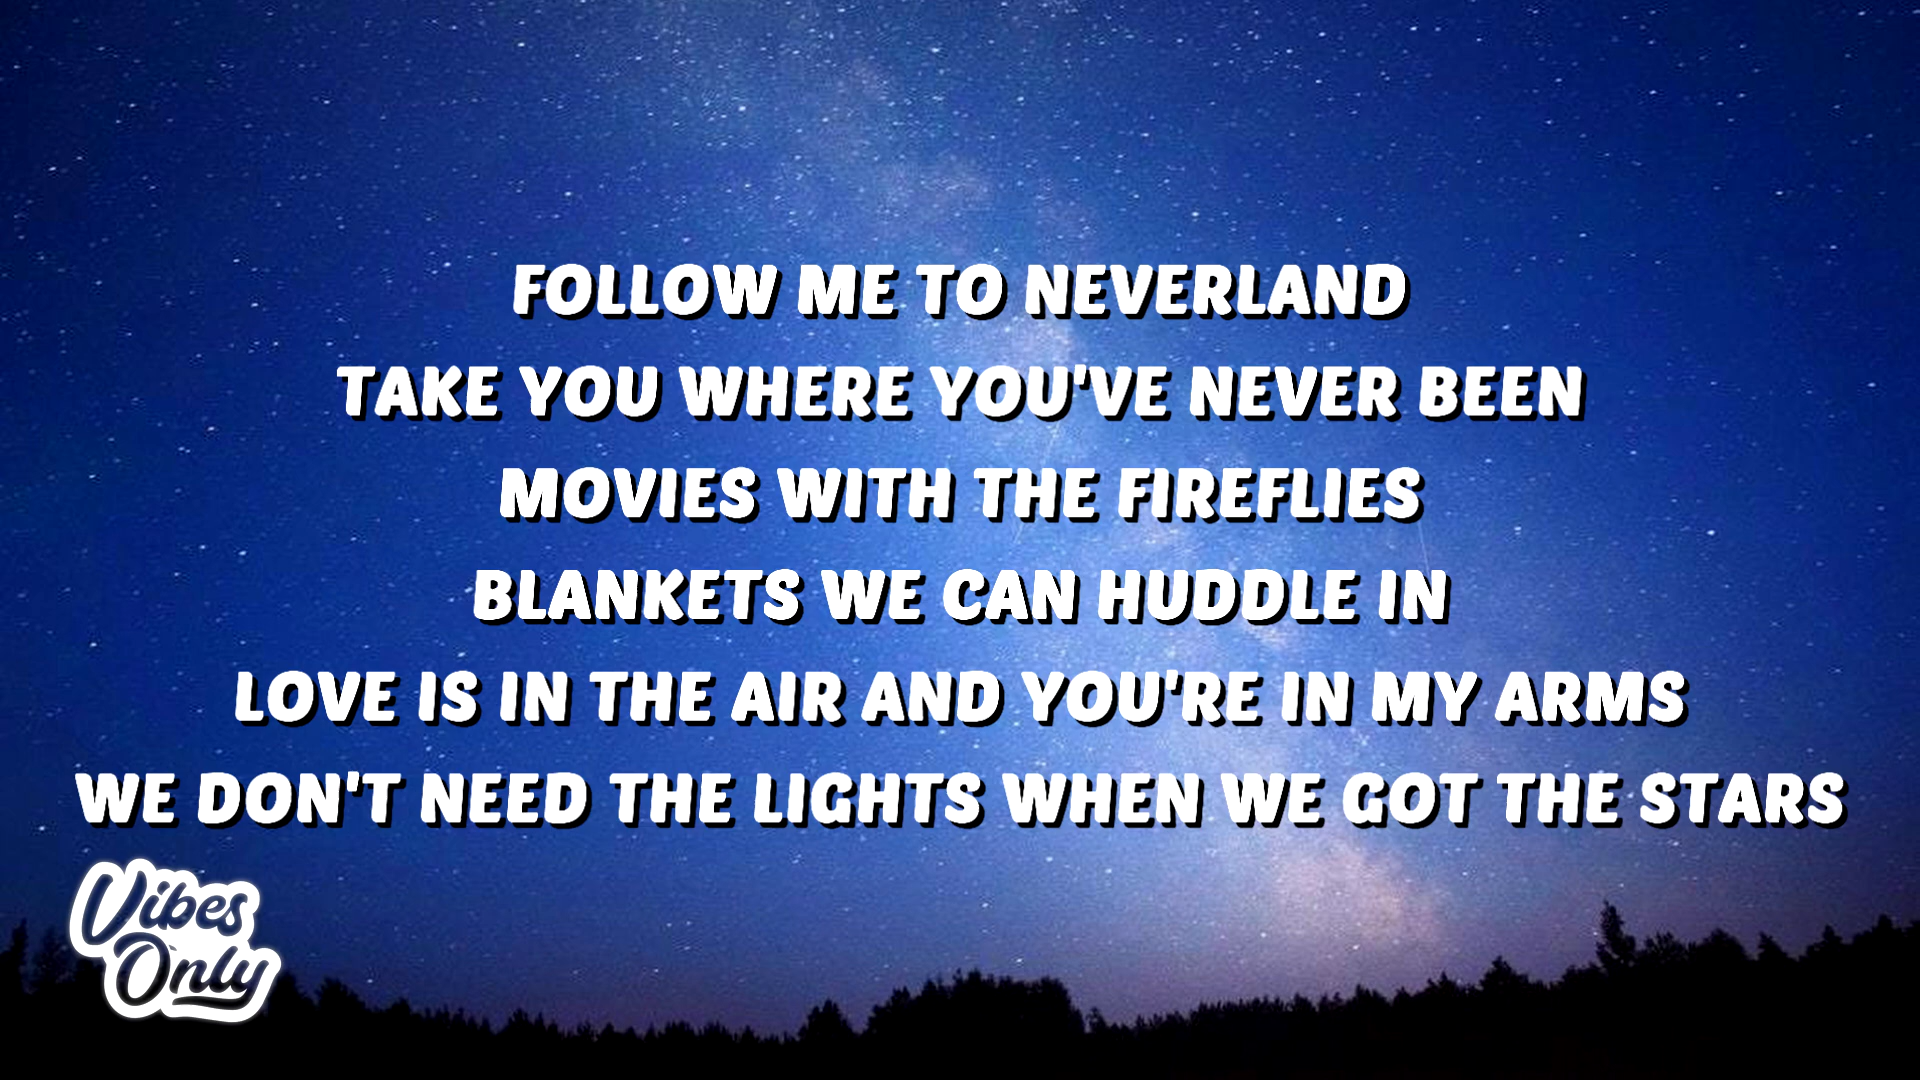 FOLLOW ME TO NEVERLAND
TAKE YOU WHERE YOU'VE NEVER BEEN
MOVIES WITH THE FIREFLIES
BLANKETS WE CAN HUDDLE IN
LOVE IS IN THE AIR AND YOU'RE IN MY ARMS
WE DON'T NEED THE LIGHTS WHEN WE GOT THE STARS
Vibes
Only